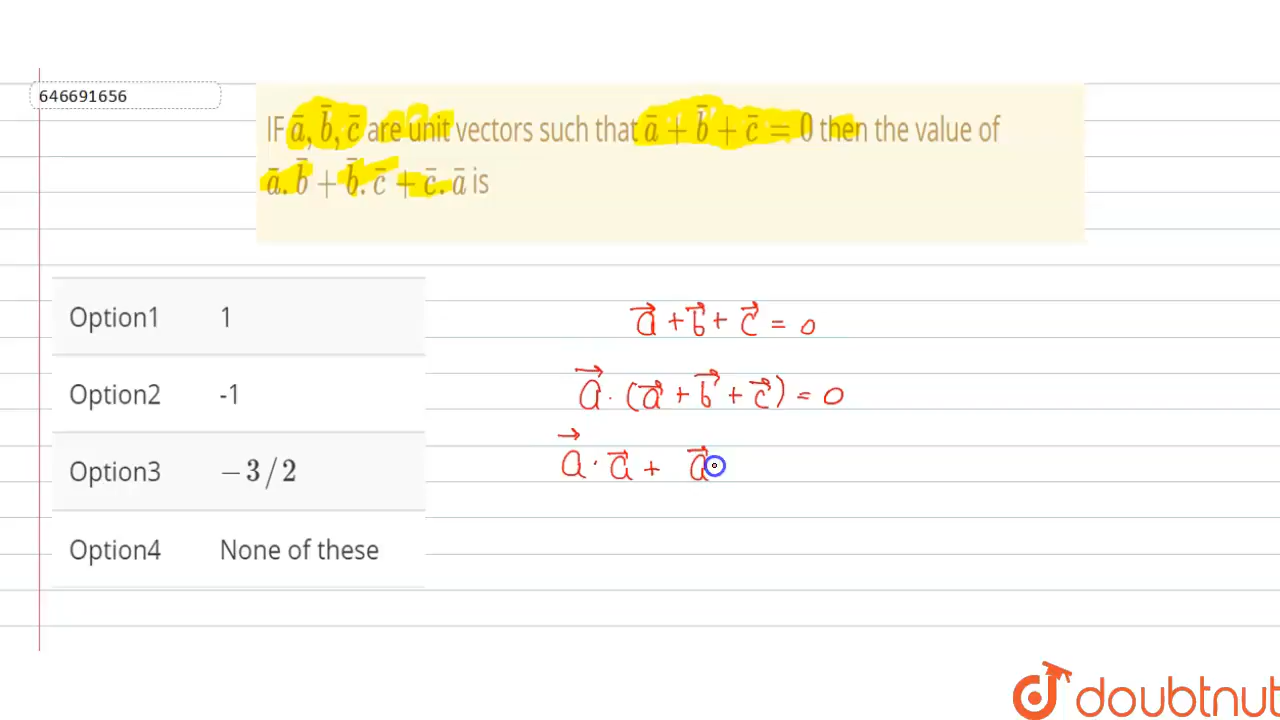 646691656
IF a̅, b̅, c̅ are unit vectors such that a̅ + b̅ + c̅ = 0 then the value of
a̅.b̅ + b̅.c̅ + c̅.a̅ is
Option1 1
Option2 -1
Option3 −3/2
Option4 None of these
a⃗ + b⃗ + c⃗ = 0
a⃗ · (a⃗ + b⃗ + c⃗) = 0
a⃗ · a⃗ + a⃗
doubtnut